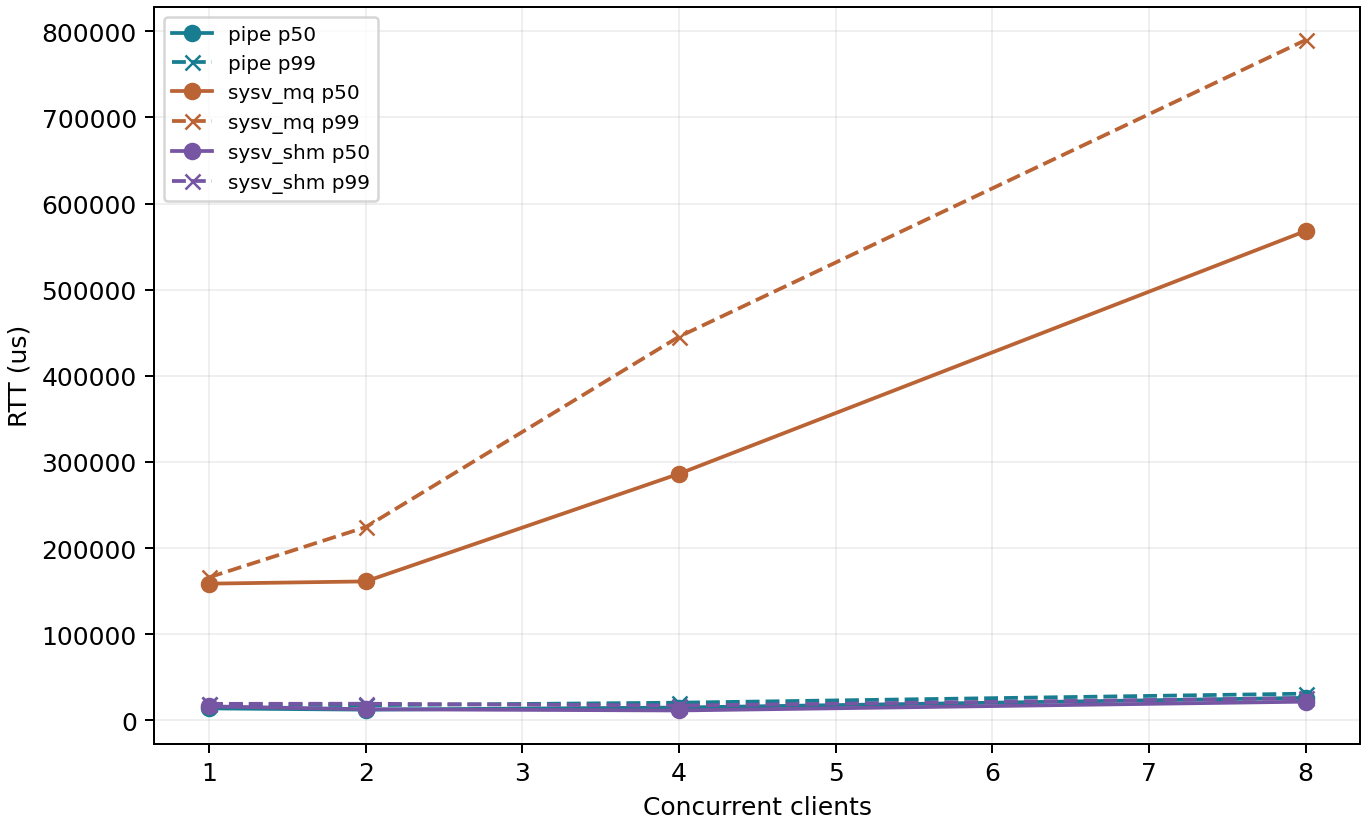 pipe p50
pipe p99
sysv_mq p50
sysv_mq p99
sysv_shm p50
sysv_shm p99
800000
700000
600000
500000
400000
300000
200000
100000
0
RTT (us)
1 2 3 4 5 6 7 8
Concurrent clients